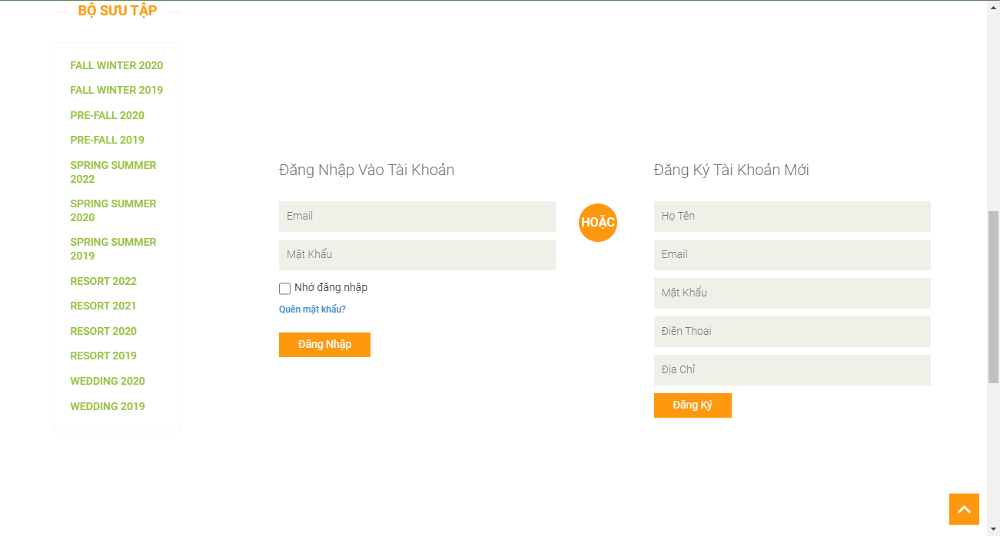 BỘ SƯU TẬP
FALL WINTER 2020
FALL WINTER 2019
PRE-FALL 2020
PRE-FALL 2019
SPRING SUMMER
2022
SPRING SUMMER
2020
SPRING SUMMER
2019
RESORT 2022
RESORT 2021
RESORT 2020
RESORT 2019
WEDDING 2020
WEDDING 2019
Đăng Nhập Vào Tài Khoản
Email
Mật Khẩu
Nhớ đăng nhập
Quên mật khẩu?
Đăng Nhập
HOẶC
Đăng Ký Tài Khoản Mới
Họ Tên
Email
Mật Khẩu
Điện Thoại
Địa Chỉ
Đăng Ký